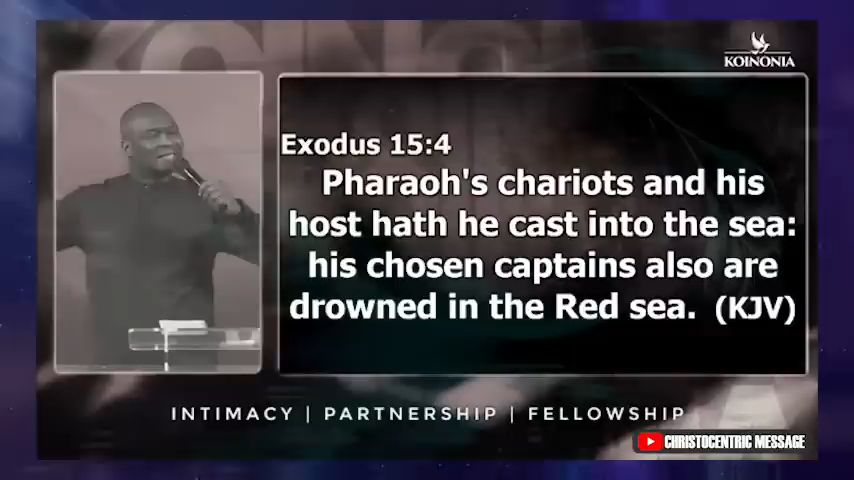 KOINONIA
Exodus 15:4
Pharaoh's chariots and his
host hath he cast into the sea:
his chosen captains also are
drowned in the Red sea. (KJV)
INTIMACY | PARTNERSHIP | FELLOWSHIP
CHRISTOCENTRIC MESSAGE